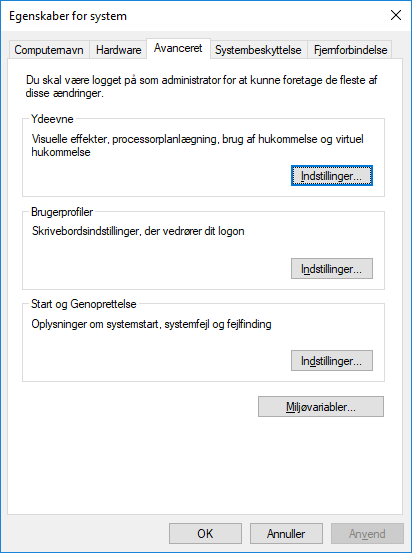 Egenskaber for system
Computernavn Hardware Avanceret Systembeskyttelse Fjernforbindelse
Du skal være logget på som administrator for at kunne foretage de fleste af
disse ændringer.
Ydeevne
Visuelle effekter, processorplanlægning, brug af hukommelse og virtuel
hukommelse
Indstillinger...
Brugerprofiler
Skrivebordsindstillinger, der vedrører dit logon
Indstillinger...
Start og Genoprettelse
Oplysninger om systemstart, systemfejl og fejlfinding
Indstillinger...
Miljøvariabler...
OK Annuller Anvend